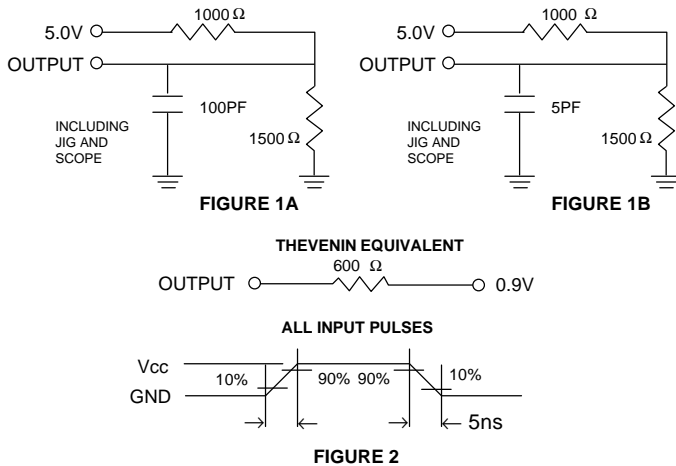 1000 Ω
5.0V
OUTPUT
100PF
INCLUDING
JIG AND
SCOPE
1500 Ω
FIGURE 1A
1000 Ω
5.0V
OUTPUT
5PF
INCLUDING
JIG AND
SCOPE
1500 Ω
FIGURE 1B
THEVENIN EQUIVALENT
600 Ω
OUTPUT 0.9V
ALL INPUT PULSES
Vcc
10% 90% 90% 10%
GND
5ns
FIGURE 2